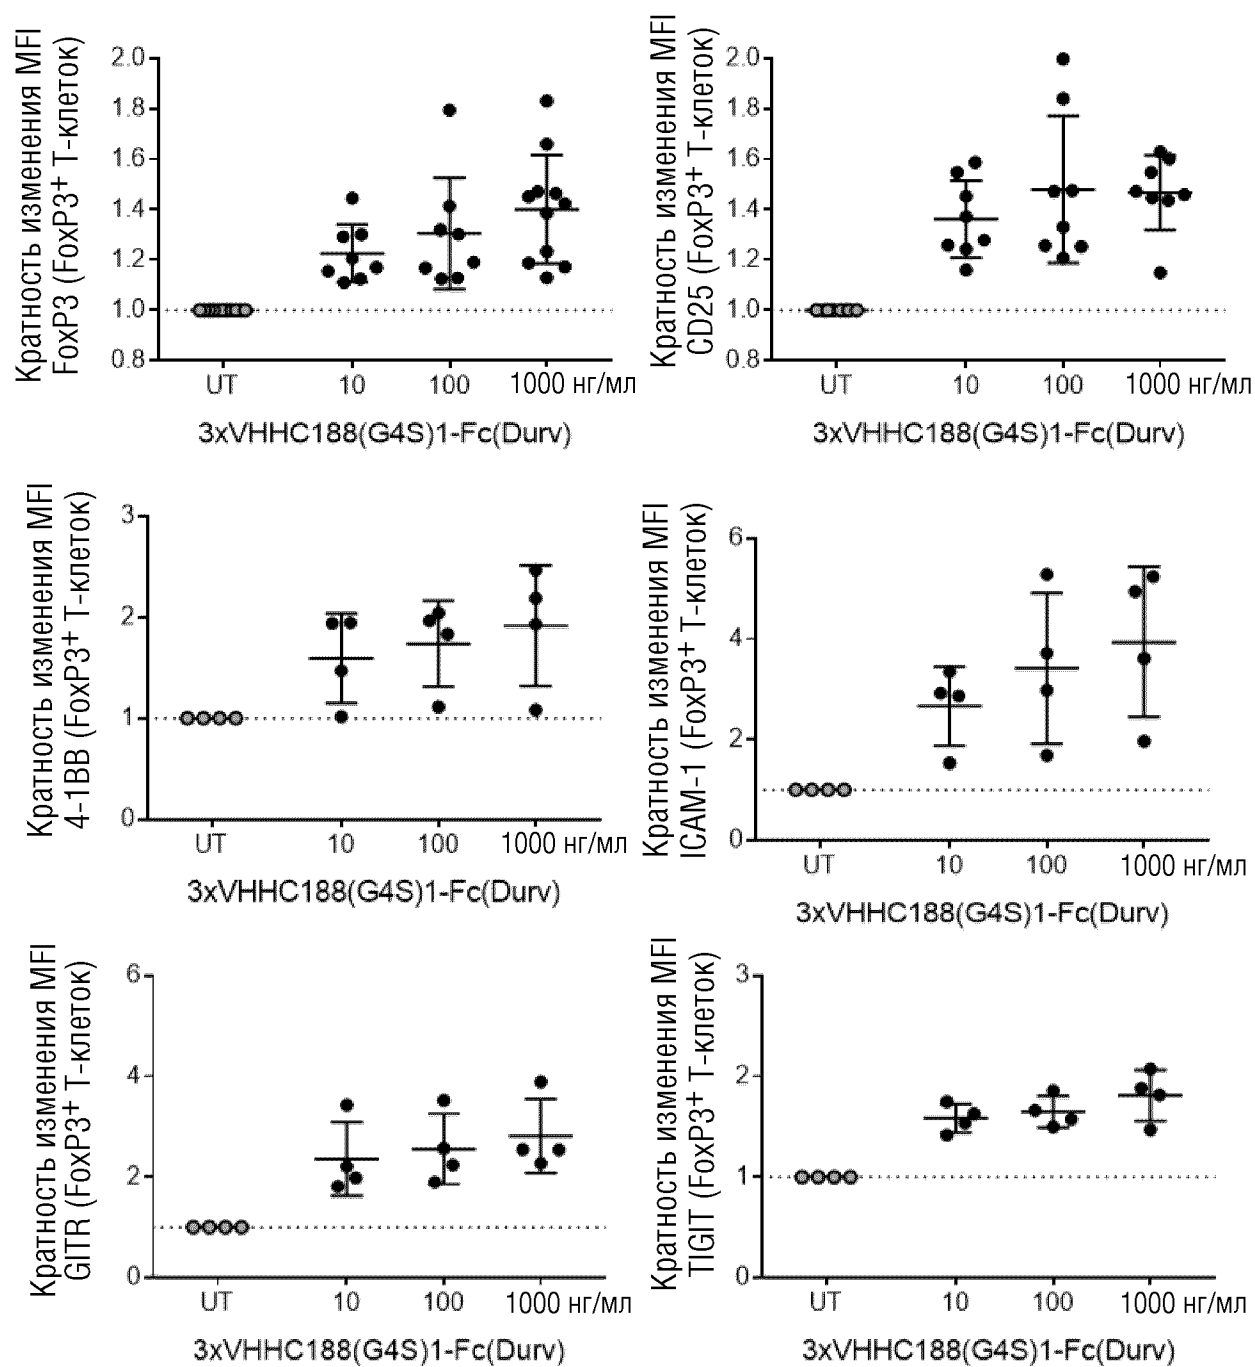 Кратность изменения MFI
FoxP3 (FoxP3+ Т-клеток)
2.0
1.8
1.6
1.4
1.2
1.0
0.8
UT
10
100
1000 нг/мл
3xVHHC188(G4S)1-Fc(Durv)
Кратность изменения MFI
CD25 (FoxP3+ Т-клеток)
2.0
1.8
1.6
1.4
1.2
1.0
0.8
UT
10
100
1000 нг/мл
3xVHHC188(G4S)1-Fc(Durv)
Кратность изменения MFI
4-1BB (FoxP3+ Т-клеток)
3
2
1
0
UT
10
100
1000 нг/мл
3xVHHC188(G4S)1-Fc(Durv)
Кратность изменения MFI
ICAM-1 (FoxP3+ Т-клеток)
6
4
2
0
UT
10
100
1000 нг/мл
3xVHHC188(G4S)1-Fc(Durv)
Кратность изменения MFI
GITR (FoxP3+ Т-клеток)
6
4
2
0
UT
10
100
1000 нг/мл
3xVHHC188(G4S)1-Fc(Durv)
Кратность изменения MFI
TIGIT (FoxP3+ Т-клеток)
3
2
1
0
UT
10
100
1000 нг/мл
3xVHHC188(G4S)1-Fc(Durv)